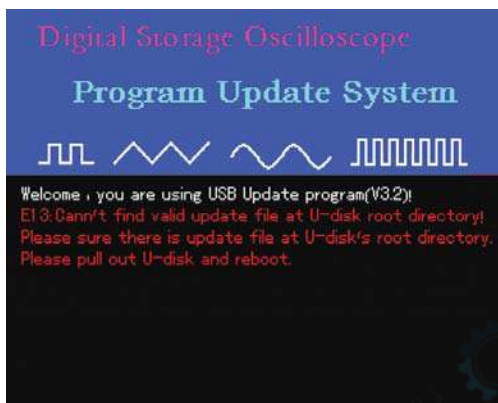 Digital Storage Oscilloscope
Program Update System
Welcome , you are using USB Update program(V3.2)!
E13:Cann't find valid update file at U-disk root directory!
Please sure there is update file at U-disk's root directory.
Please pull out U-disk and reboot.